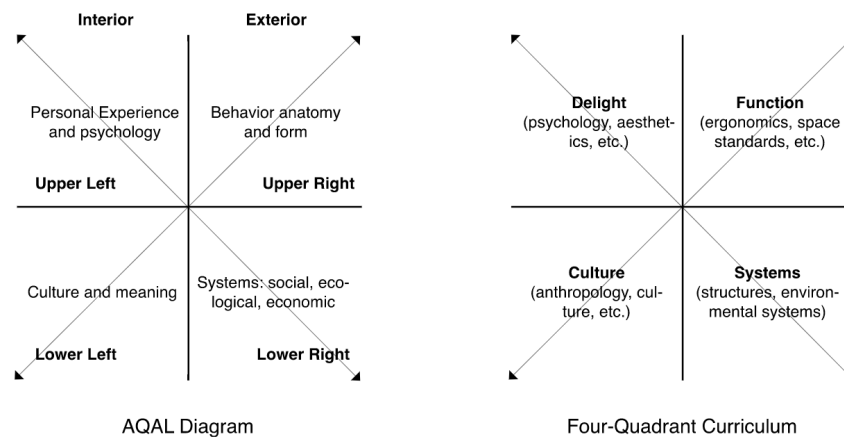 Interior
Exterior
Personal Experience
and psychology
Behavior anatomy
and form
Upper Left
Upper Right
Culture and meaning
Systems: social, eco-
logical, economic
Lower Left
Lower Right
AQAL Diagram
Delight
(psychology, aesthet-
ics, etc.)
Function
(ergonomics, space
standards, etc.)
Culture
(anthropology, cul-
ture, etc.)
Systems
(structures, environ-
mental systems)
Four-Quadrant Curriculum